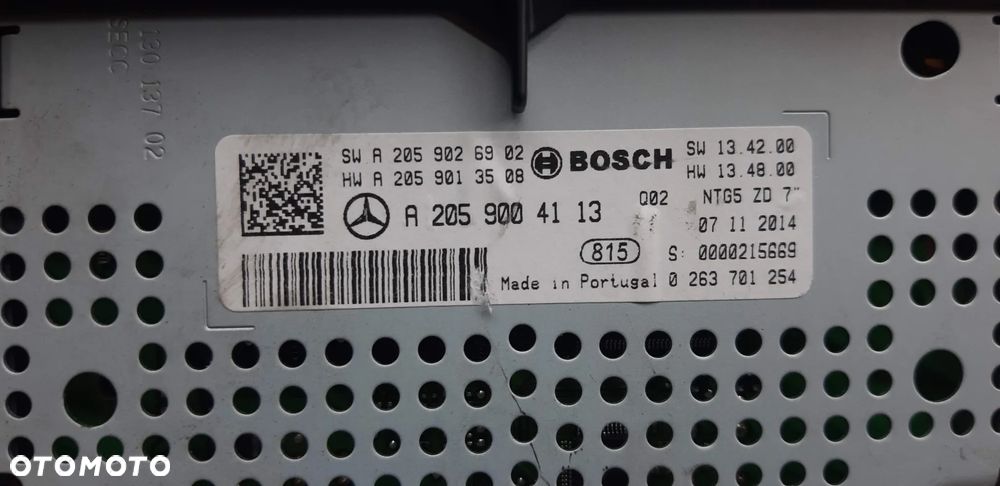 130 137 02
SECC
SW A 205 902 69 02
HW A 205 901 35 08
BOSCH
SW 13.42.00
HW 13.48.00
A 205 900 41 13
Q02
NTG5 ZD 7"
07 11 2014
815
S: 0000215669
Made in Portugal 0 263 701 254
OTOMOTO